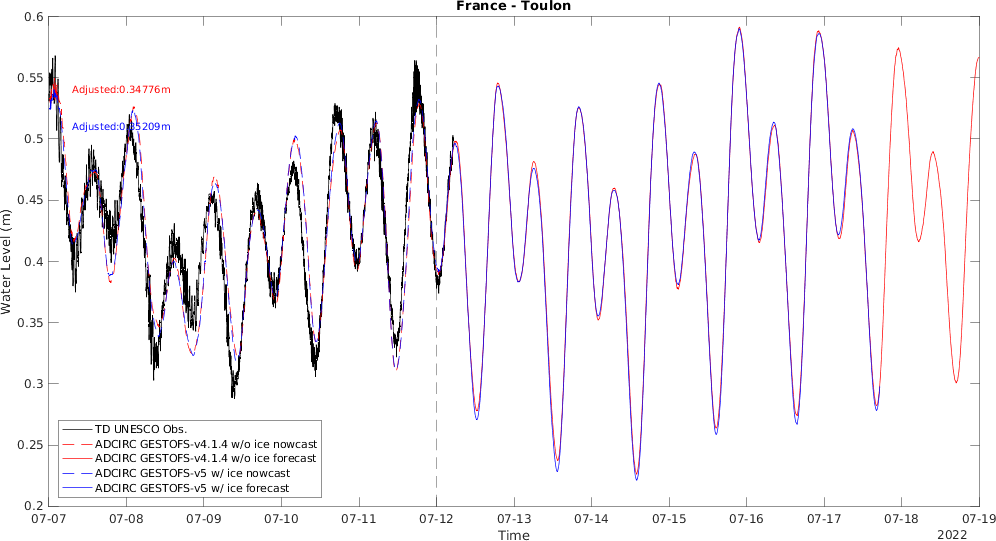 France - Toulon
0.6
0.55
0.5
0.45
0.4
0.35
0.3
0.25
0.2
Water Level (m)
Adjusted:0.34776m
Adjusted:0.35209m
TD UNESCO Obs.
ADCIRC GESTOFS-v4.1.4 w/o ice nowcast
ADCIRC GESTOFS-v4.1.4 w/o ice forecast
ADCIRC GESTOFS-v5 w/ ice nowcast
ADCIRC GESTOFS-v5 w/ ice forecast
07-07 07-08 07-09 07-10 07-11 07-12 07-13 07-14 07-15 07-16 07-17 07-18 07-19
Time
2022